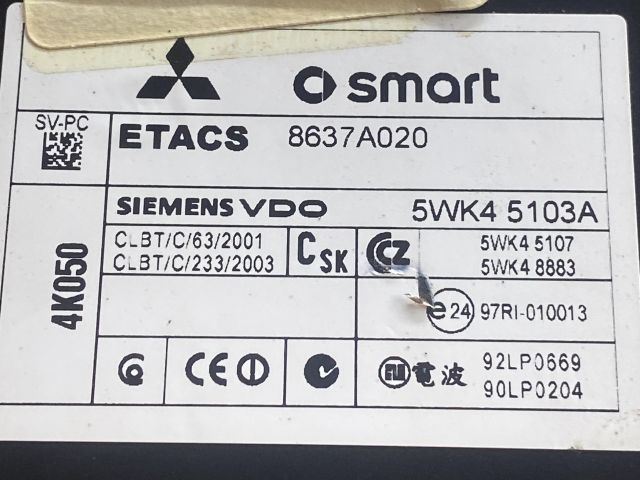 smart
SV-PC
ETACS 8637A020
SIEMENS VDO 5WK4 5103A
CLBT/C/63/2001
CLBT/C/233/2003
CSK
CCZ
5WK4 5107
5WK4 8883
4K050
e24 97RI-010013
CE
電波
92LP0669
90LP0204